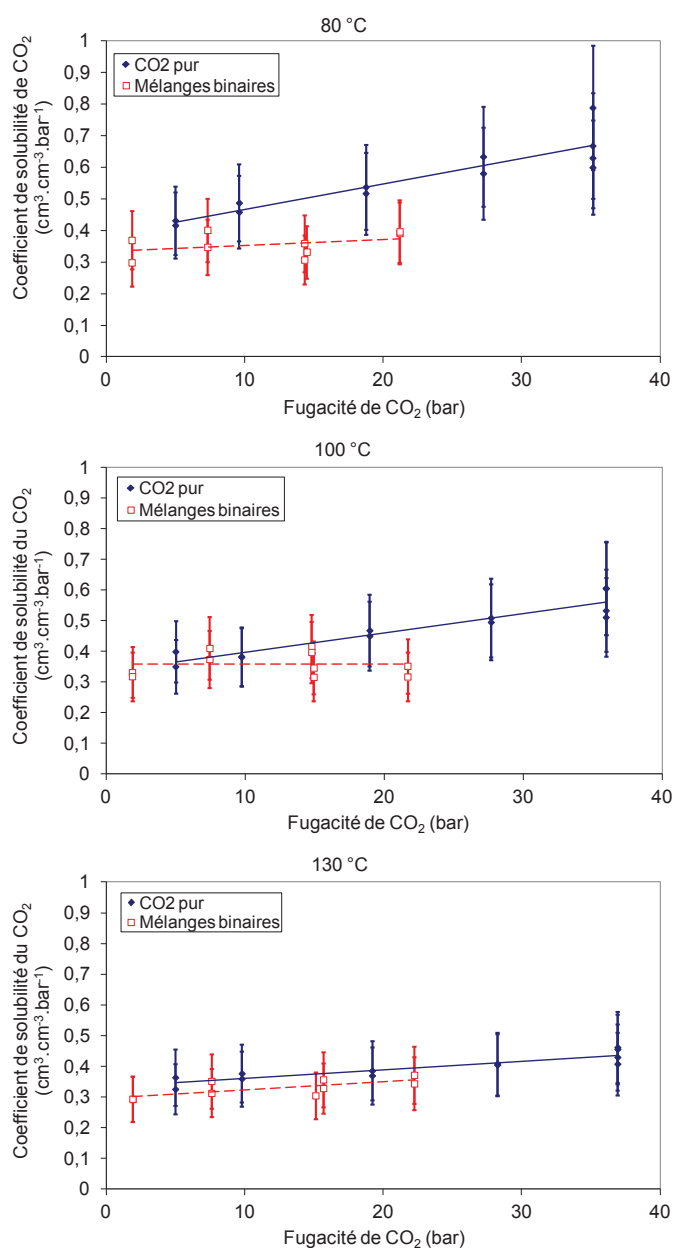 80 °C
Coefficient de solubilité de CO₂
(cm³.cm⁻³.bar⁻¹)
1
0,9
0,8
0,7
0,6
0,5
0,4
0,3
0,2
0,1
0
CO2 pur
Mélanges binaires
0 10 20 30 40
Fugacité de CO₂ (bar)
100 °C
Coefficient de solubilité du CO₂
(cm³.cm⁻³.bar⁻¹)
1
0,9
0,8
0,7
0,6
0,5
0,4
0,3
0,2
0,1
0
CO2 pur
Mélanges binaires
0 10 20 30 40
Fugacité de CO₂ (bar)
130 °C
Coefficient de solubilité du CO₂
(cm³.cm⁻³.bar⁻¹)
1
0,9
0,8
0,7
0,6
0,5
0,4
0,3
0,2
0,1
0
CO2 pur
Mélanges binaires
0 10 20 30 40
Fugacité de CO₂ (bar)